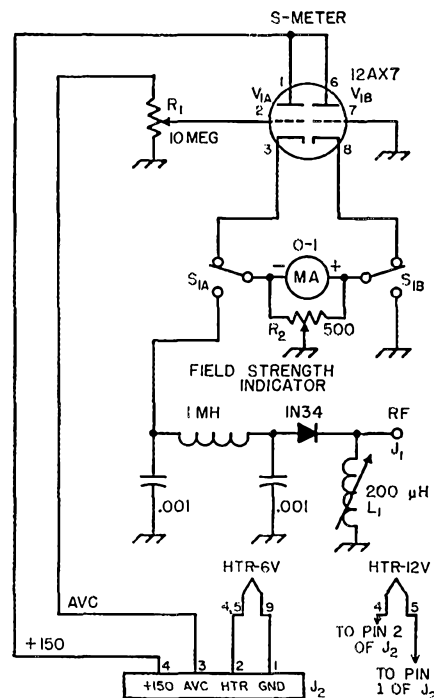 S-METER
12AX7
1 6
V1A V1B
2 7
3 8
R1
10 MEG
0-1
S1A - MA + S1B
R2 500
FIELD STRENGTH
INDICATOR
1 MH 1N34 RF
J1
.001 .001 200 μH
L1
HTR-6V HTR-12V
4,5 9 4 5
AVC
TO PIN 2
OF J2
+150
4 3 2 1
+150 AVC HTR GND J2
TO PIN
1 OF J2